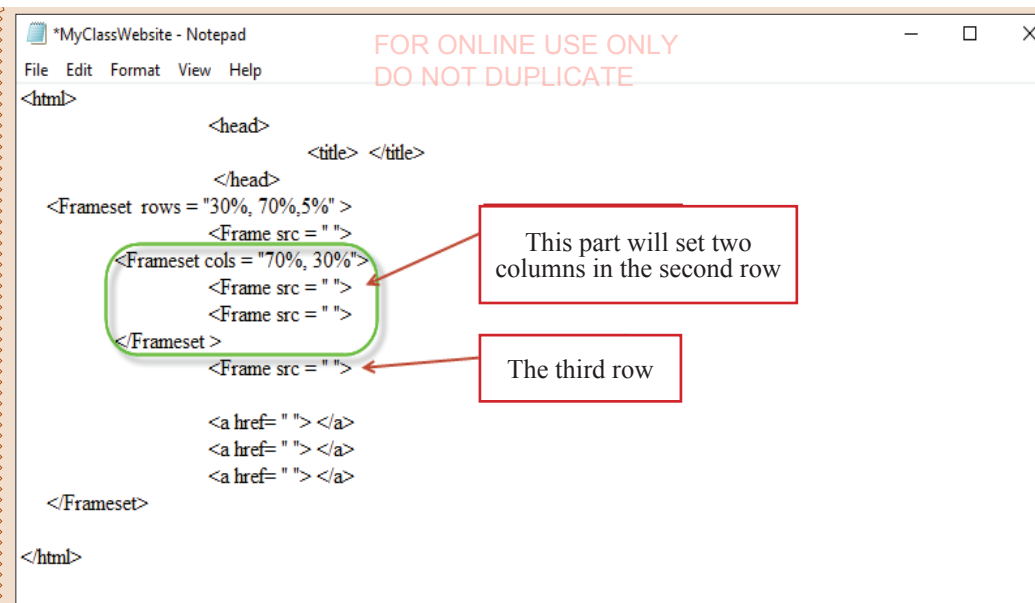 *MyClassWebsite - Notepad
FOR ONLINE USE ONLY
DO NOT DUPLICATE
File Edit Format View Help
<html>
<head>
<title> </title>
</head>
<Frameset rows = "30%, 70%,5%" >
<Frame src = " ">
<Frameset cols = "70%, 30%">
<Frame src = " ">
<Frame src = " ">
</Frameset >
<Frame src = " ">
This part will set two
columns in the second row
The third row
<a href= " "> </a>
<a href= " "> </a>
<a href= " "> </a>
</Frameset>
</html>